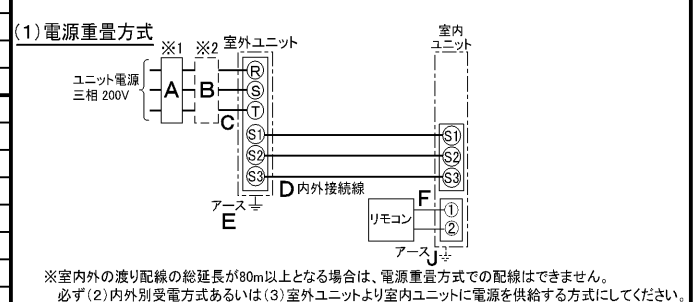 (1)電源重畳方式
※1 ※2 室外ユニット
室内
ユニット
ユニット電源
三相 200V
A
B
C
R
S
T
S1
S2
S3
S1
S2
S3
D 内外接続線
アース
E
F
リモコン
①
②
アース
J
※室内外の渡り配線の総延長が80m以上となる場合は、電源重畳方式での配線はできません。
必ず(2)内外別受電方式あるいは(3)室外ユニットより室内ユニットに電源を供給する方式にしてください。